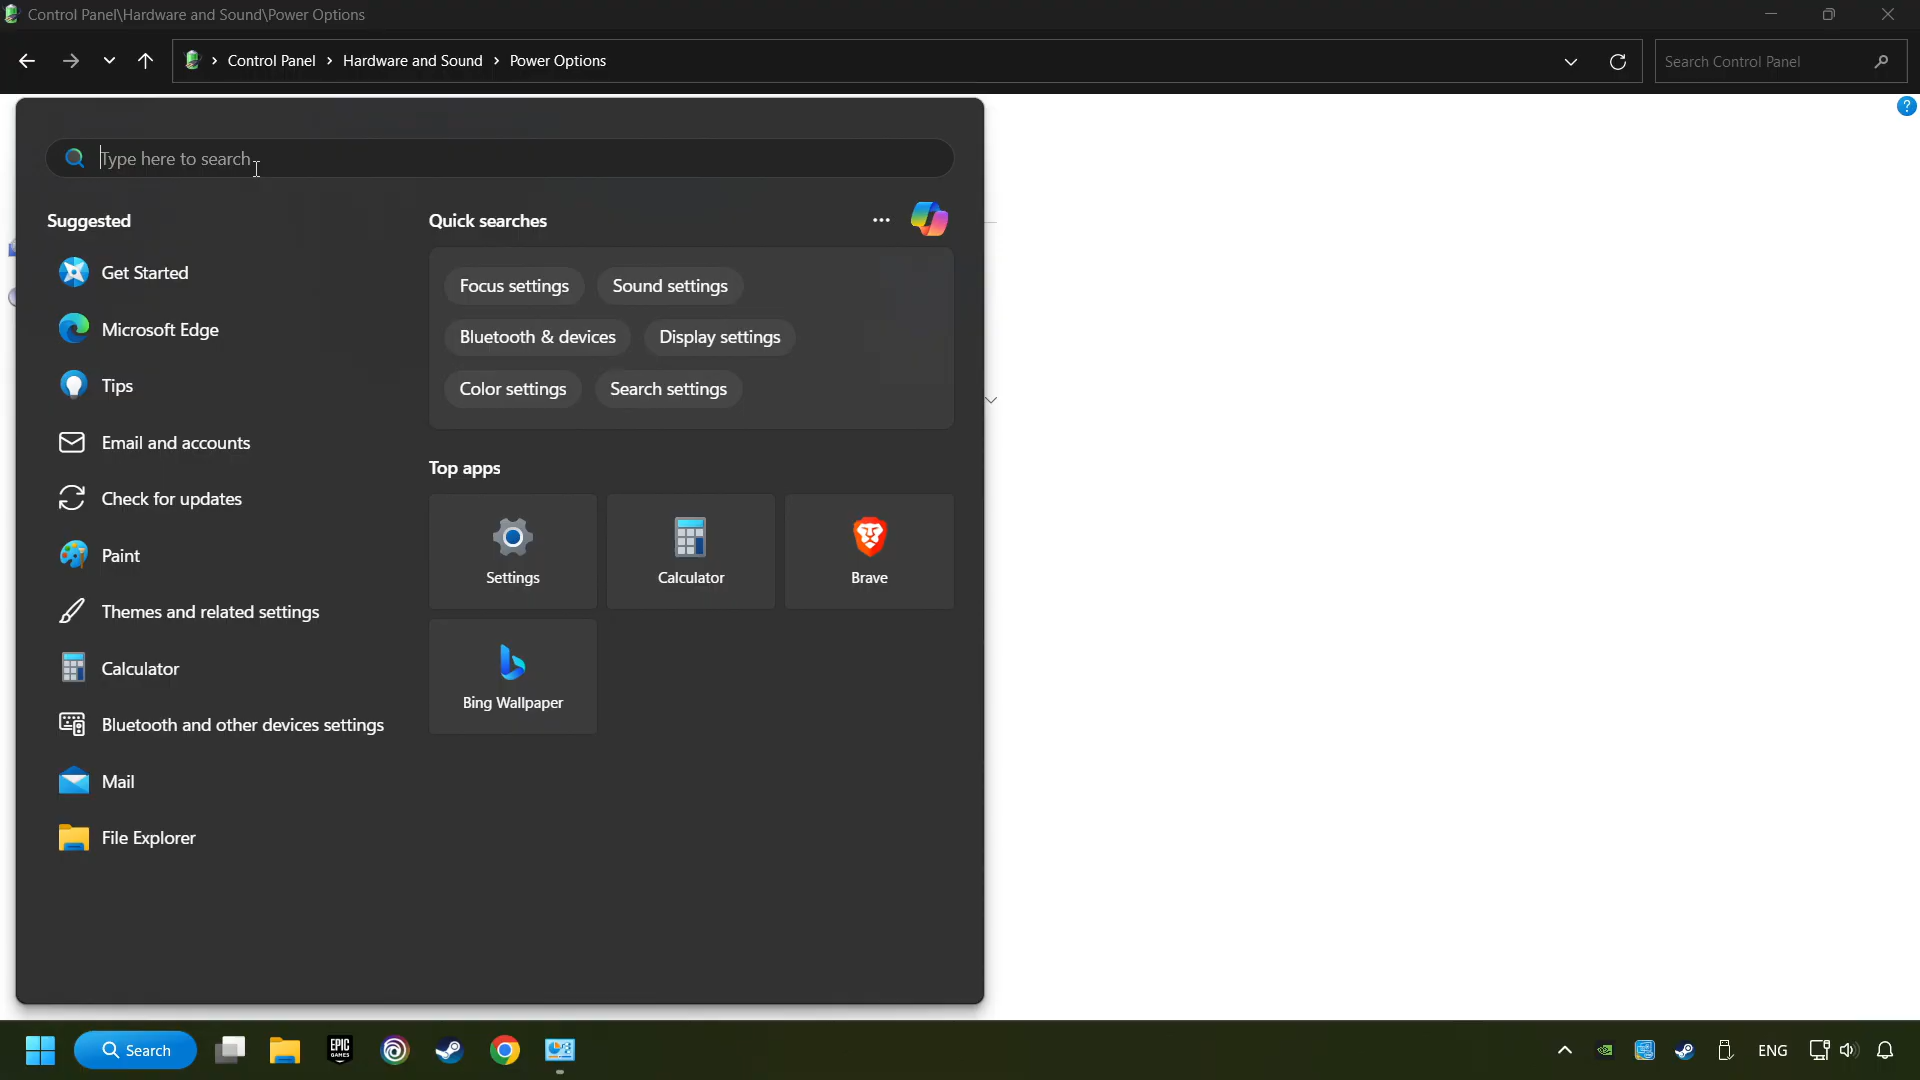 Control Panel\Hardware and Sound\Power Options
Control Panel › Hardware and Sound › Power Options
Search Control Panel
?
Type here to search
Suggested
Quick searches
Get Started
Focus settings
Sound settings
Microsoft Edge
Bluetooth & devices
Display settings
Tips
Color settings
Search settings
Email and accounts
Top apps
Check for updates
Paint
Settings
Calculator
Brave
Themes and related settings
Calculator
Bing Wallpaper
Bluetooth and other devices settings
Mail
File Explorer
Search
EPIC
GAMES
ENG